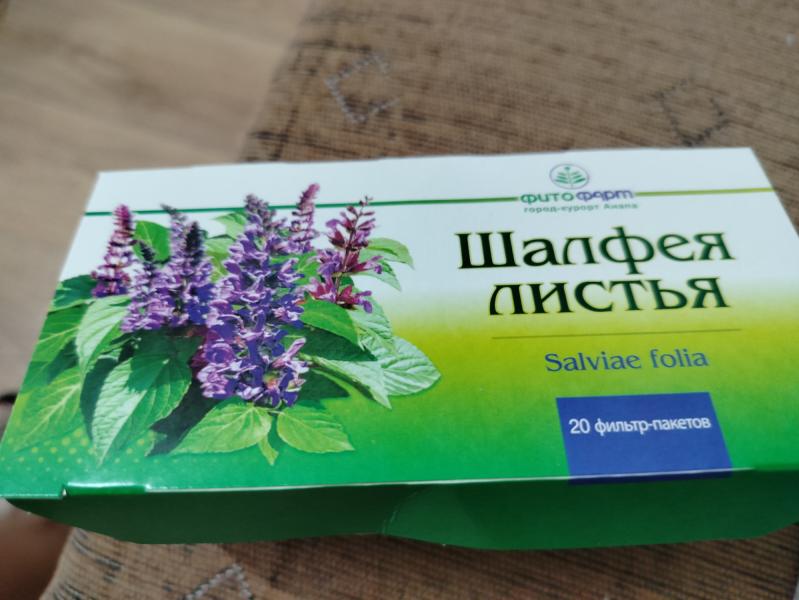 фитофарм
город-курорт Анапа
Шалфея
листья
Salviae folia
20 фильтр-пакетов